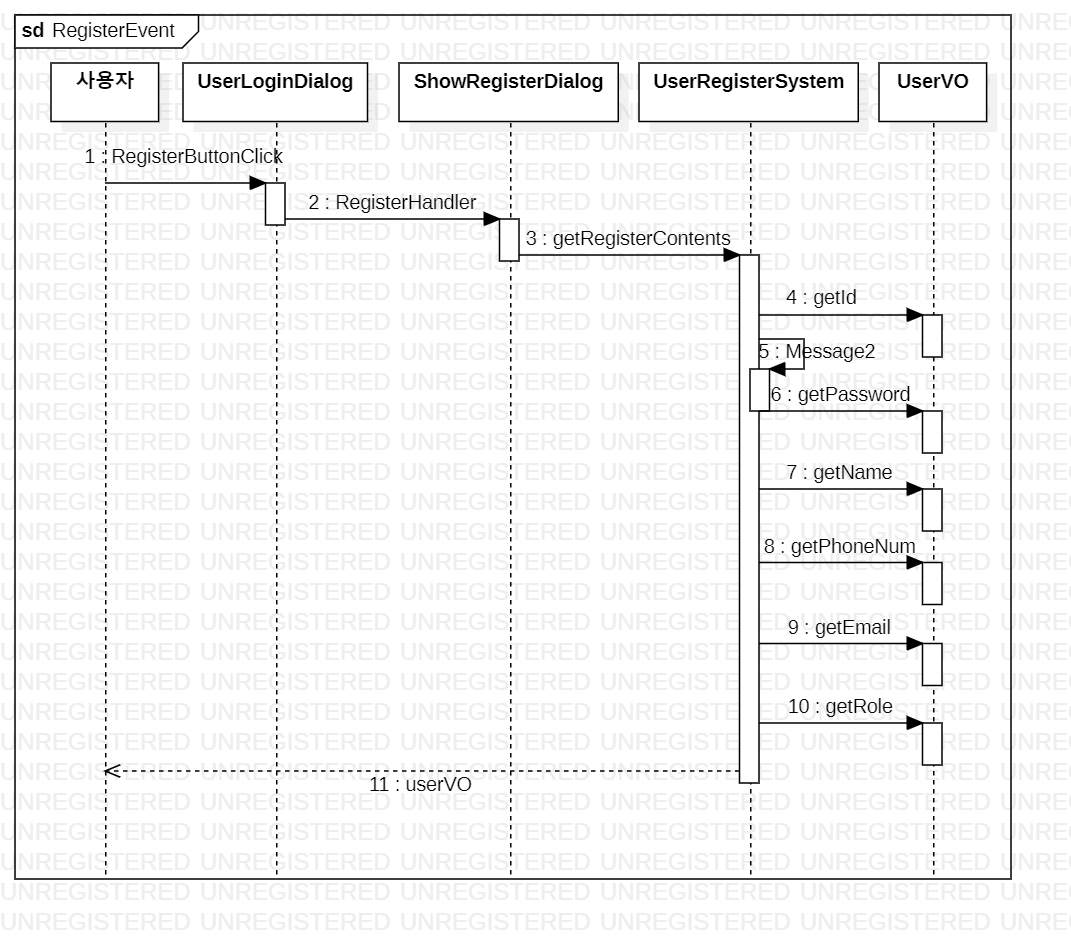 sd RegisterEvent
사용자
UserLoginDialog
ShowRegisterDialog
UserRegisterSystem
UserVO
1 : RegisterButtonClick
2 : RegisterHandler
3 : getRegisterContents
4 : getId
5 : Message2
6 : getPassword
7 : getName
8 : getPhoneNum
9 : getEmail
10 : getRole
11 : userVO
UNREGISTERED